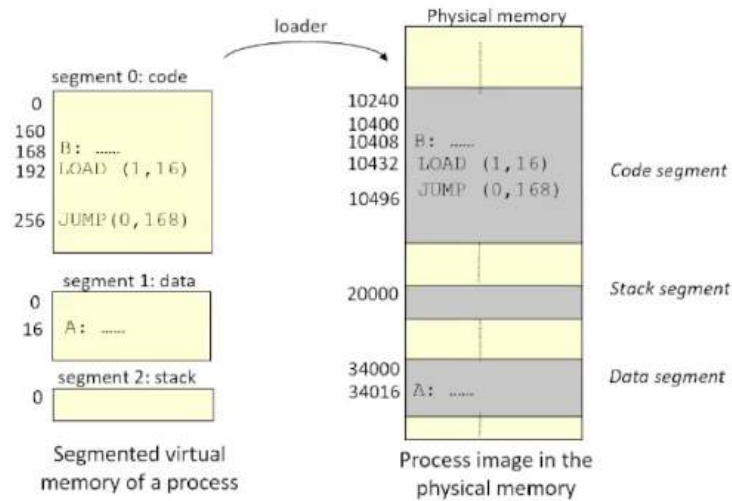 loader
segment 0: code
0
160
168 B: ......
192 LOAD (1,16)
256 JUMP(0,168)
segment 1: data
0
16 A: ......
segment 2: stack
0
Segmented virtual
memory of a process
Physical memory
10240
10400
10408 B: ......
10432 LOAD (1,16)
10496 JUMP (0,168)
Code segment
20000
Stack segment
34000
34016 A: ......
Data segment
Process image in the
physical memory